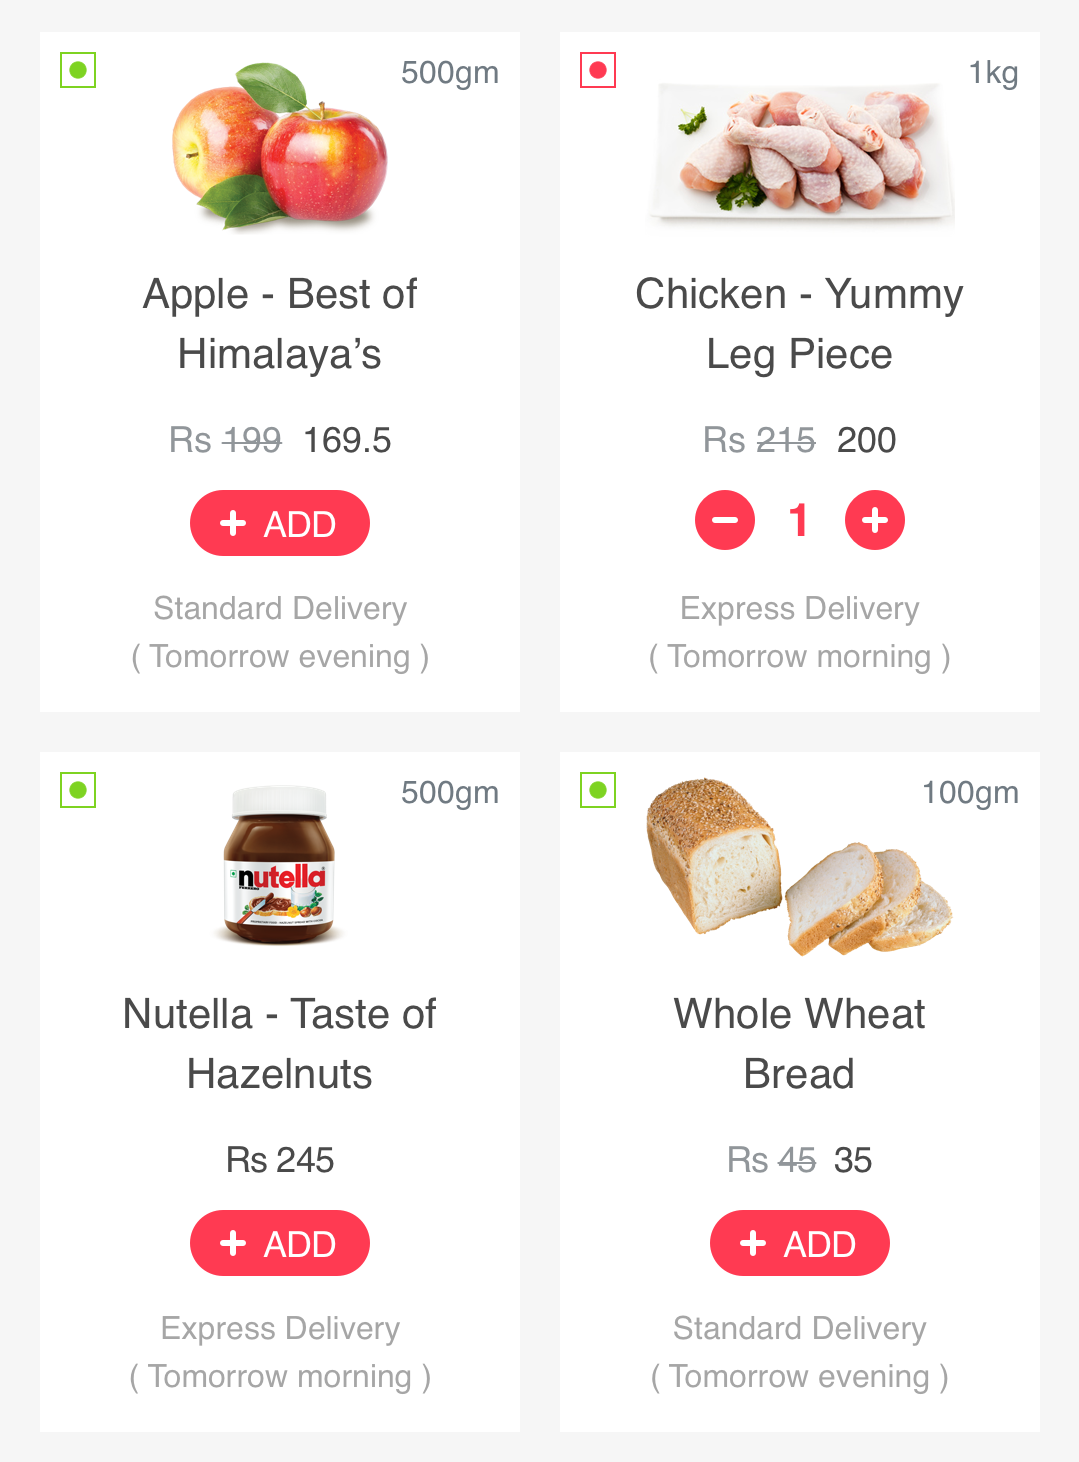 500gm
Apple - Best of
Himalaya’s
Rs 199 169.5
+ ADD
Standard Delivery
( Tomorrow evening )
1kg
Chicken - Yummy
Leg Piece
Rs 215 200
− 1 +
Express Delivery
( Tomorrow morning )
500gm
nutella
Nutella - Taste of
Hazelnuts
Rs 245
+ ADD
Express Delivery
( Tomorrow morning )
100gm
Whole Wheat
Bread
Rs 45 35
+ ADD
Standard Delivery
( Tomorrow evening )